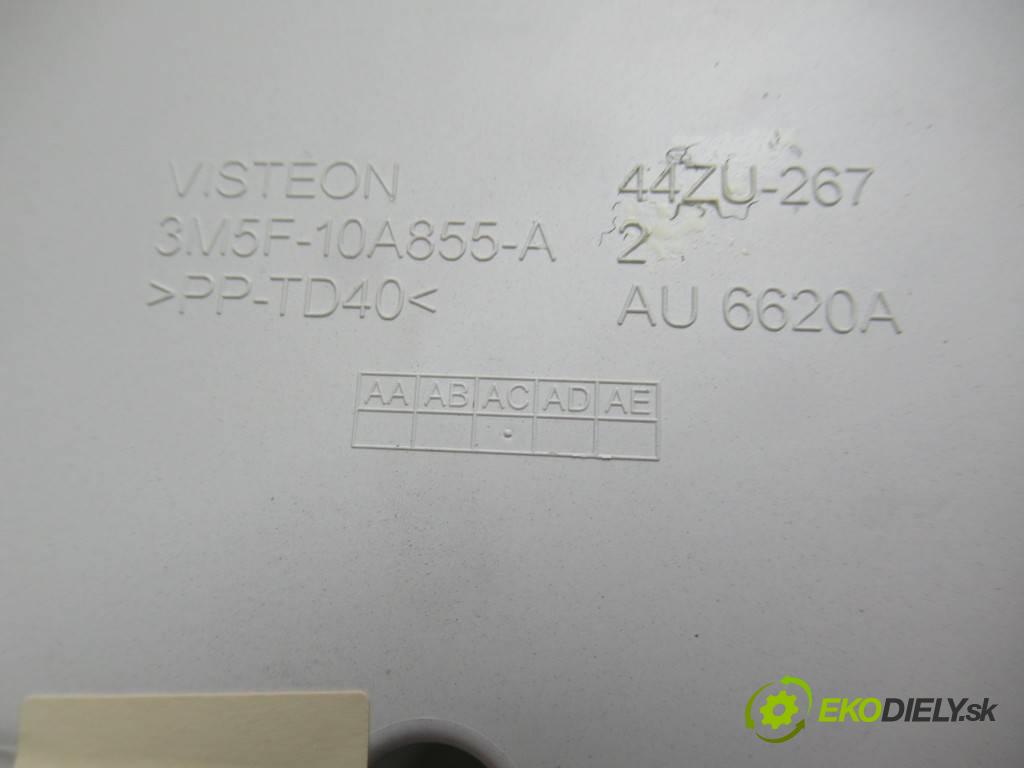 VISTEON 44ZU-267
3M5F-10A855-A 2
>PP-TD40< AU 6620A
AA AB AC AD AE
EKODIELY.sk